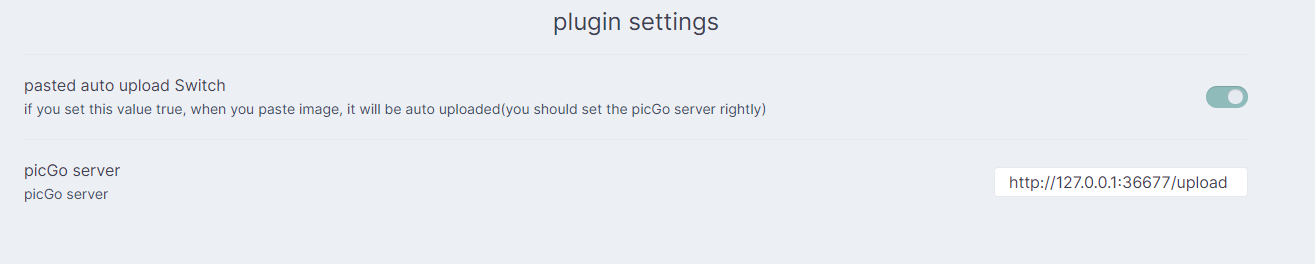 plugin settings
pasted auto upload Switch
if you set this value true, when you paste image, it will be auto uploaded(you should set the picGo server rightly)
picGo server
picGo server
http://127.0.0.1:36677/upload